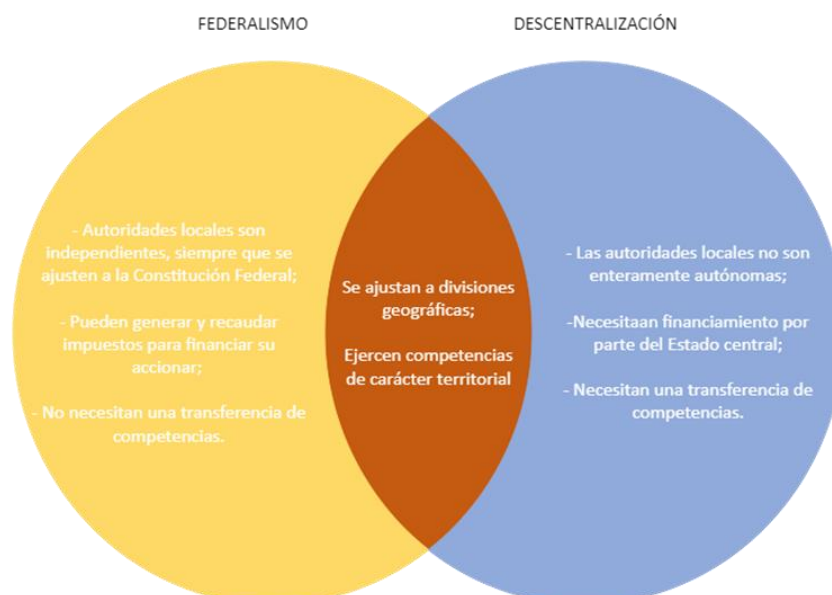 FEDERALISMO
DESCENTRALIZACIÓN
- Autoridades locales son
independientes, siempre que se
ajusten a la Constitución Federal;
- Pueden generar y recaudar
impuestos para financiar su
accionar;
- No necesitan una transferencia de
competencias.
Se ajustan a divisiones
geográficas;
Ejercen competencias
de carácter territorial
- Las autoridades locales no son
enteramente autónomas;
-Necesitaan financiamiento por
parte del Estado central;
- Necesitan una transferencia de
competencias.